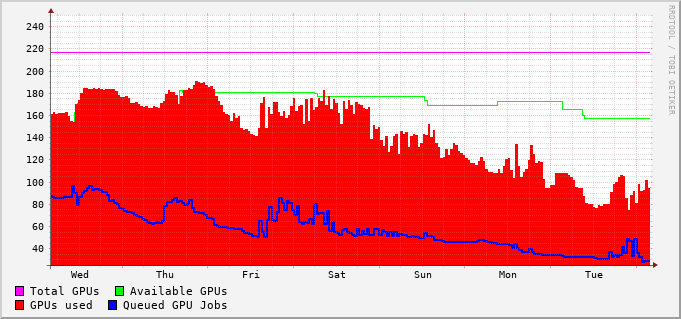 240
220
200
180
160
140
120
100
80
60
40
Wed Thu Fri Sat Sun Mon Tue
Total GPUs Available GPUs
GPUs used Queued GPU Jobs
RRDTOOL / TOBI OETIKER